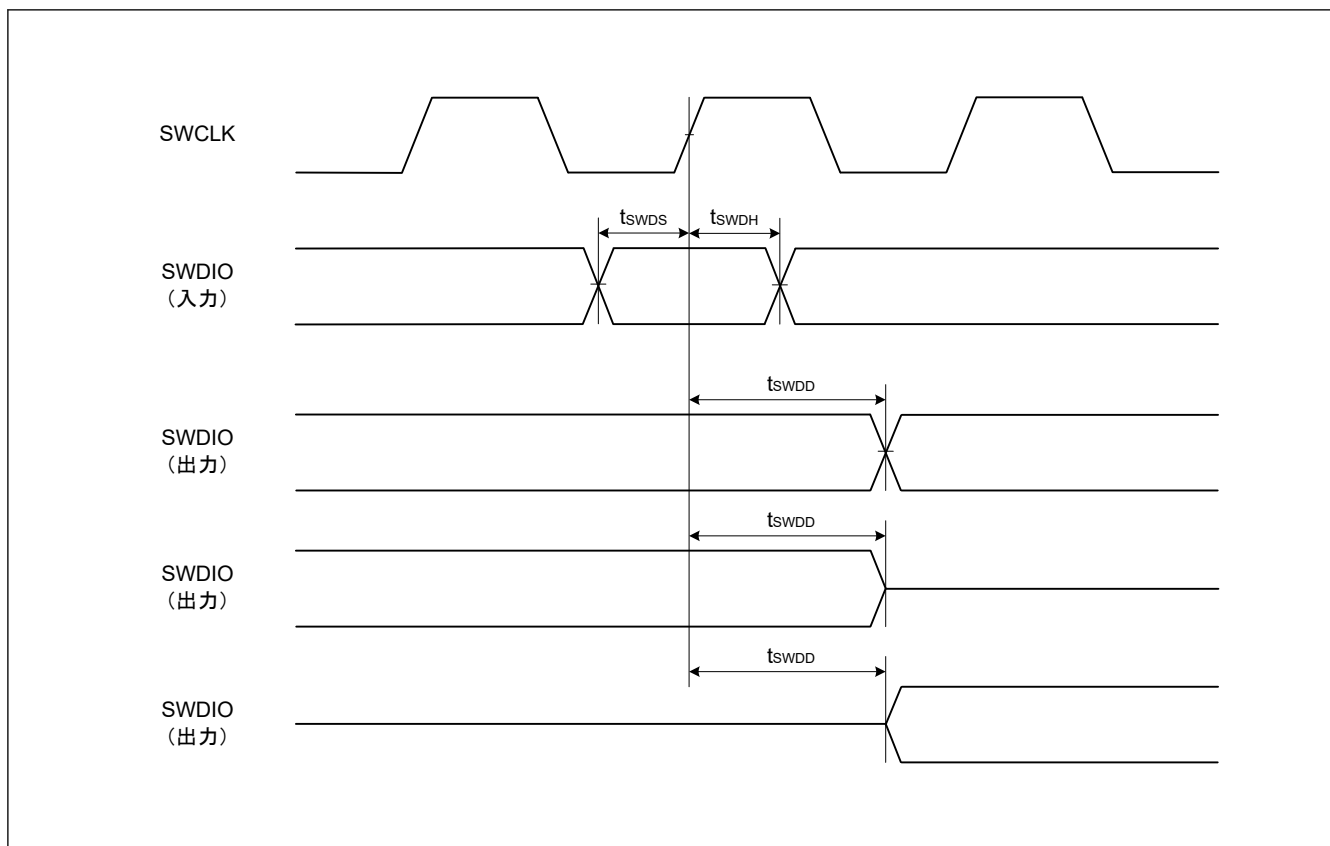 SWCLK
tSWDS
tSWDH
SWDIO
（入力）
tSWDD
SWDIO
（出力）
tSWDD
SWDIO
（出力）
tSWDD
SWDIO
（出力）